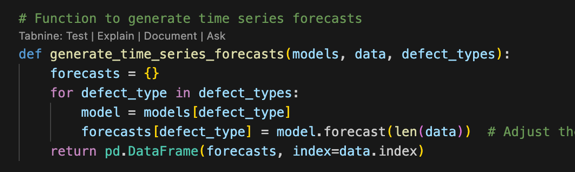 # Function to generate time series forecasts
Tabnine: Test | Explain | Document | Ask
def generate_time_series_forecasts(models, data, defect_types):
    forecasts = {}
    for defect_type in defect_types:
        model = models[defect_type]
        forecasts[defect_type] = model.forecast(len(data))  # Adjust
    return pd.DataFrame(forecasts, index=data.index)